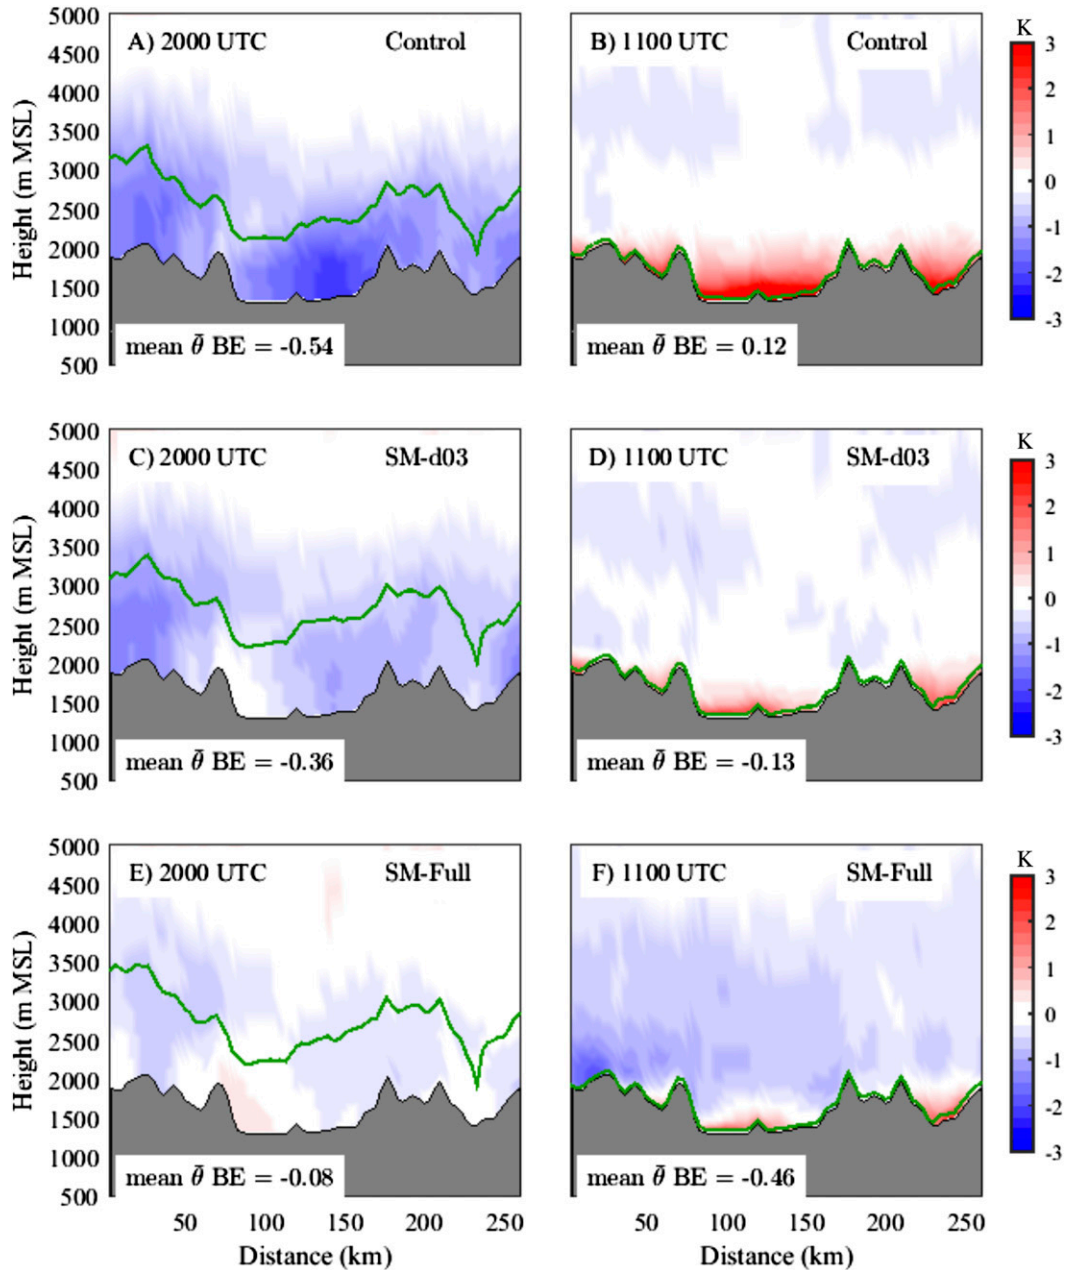 A) 2000 UTC Control
B) 1100 UTC Control
K
Height (m MSL)
5000
4500
4000
3500
3000
2500
2000
1500
1000
500
3
2
1
0
-1
-2
-3
mean θ̄ BE = -0.54
mean θ̄ BE = 0.12
C) 2000 UTC SM-d03
D) 1100 UTC SM-d03
K
Height (m MSL)
5000
4500
4000
3500
3000
2500
2000
1500
1000
500
3
2
1
0
-1
-2
-3
mean θ̄ BE = -0.36
mean θ̄ BE = -0.13
E) 2000 UTC SM-Full
F) 1100 UTC SM-Full
K
Height (m MSL)
5000
4500
4000
3500
3000
2500
2000
1500
1000
500
3
2
1
0
-1
-2
-3
mean θ̄ BE = -0.08
mean θ̄ BE = -0.46
50 100 150 200 250
50 100 150 200 250
Distance (km)
Distance (km)